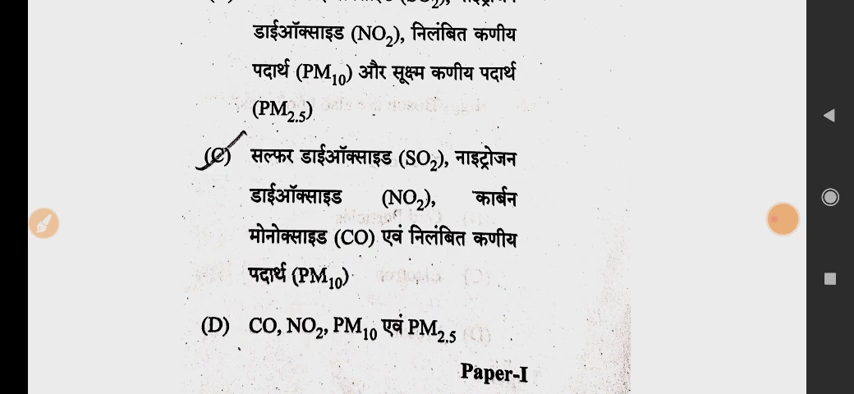 डाईऑक्साइड (NO₂), निलंबित कणीय
पदार्थ (PM₁₀) और सूक्ष्म कणीय पदार्थ
(PM₂.₅)
(C) सल्फर डाईऑक्साइड (SO₂), नाइट्रोजन
डाईऑक्साइड (NO₂), कार्बन
मोनोक्साइड (CO) एवं निलंबित कणीय
पदार्थ (PM₁₀)
(D) CO, NO₂, PM₁₀ एवं PM₂.₅
Paper-I